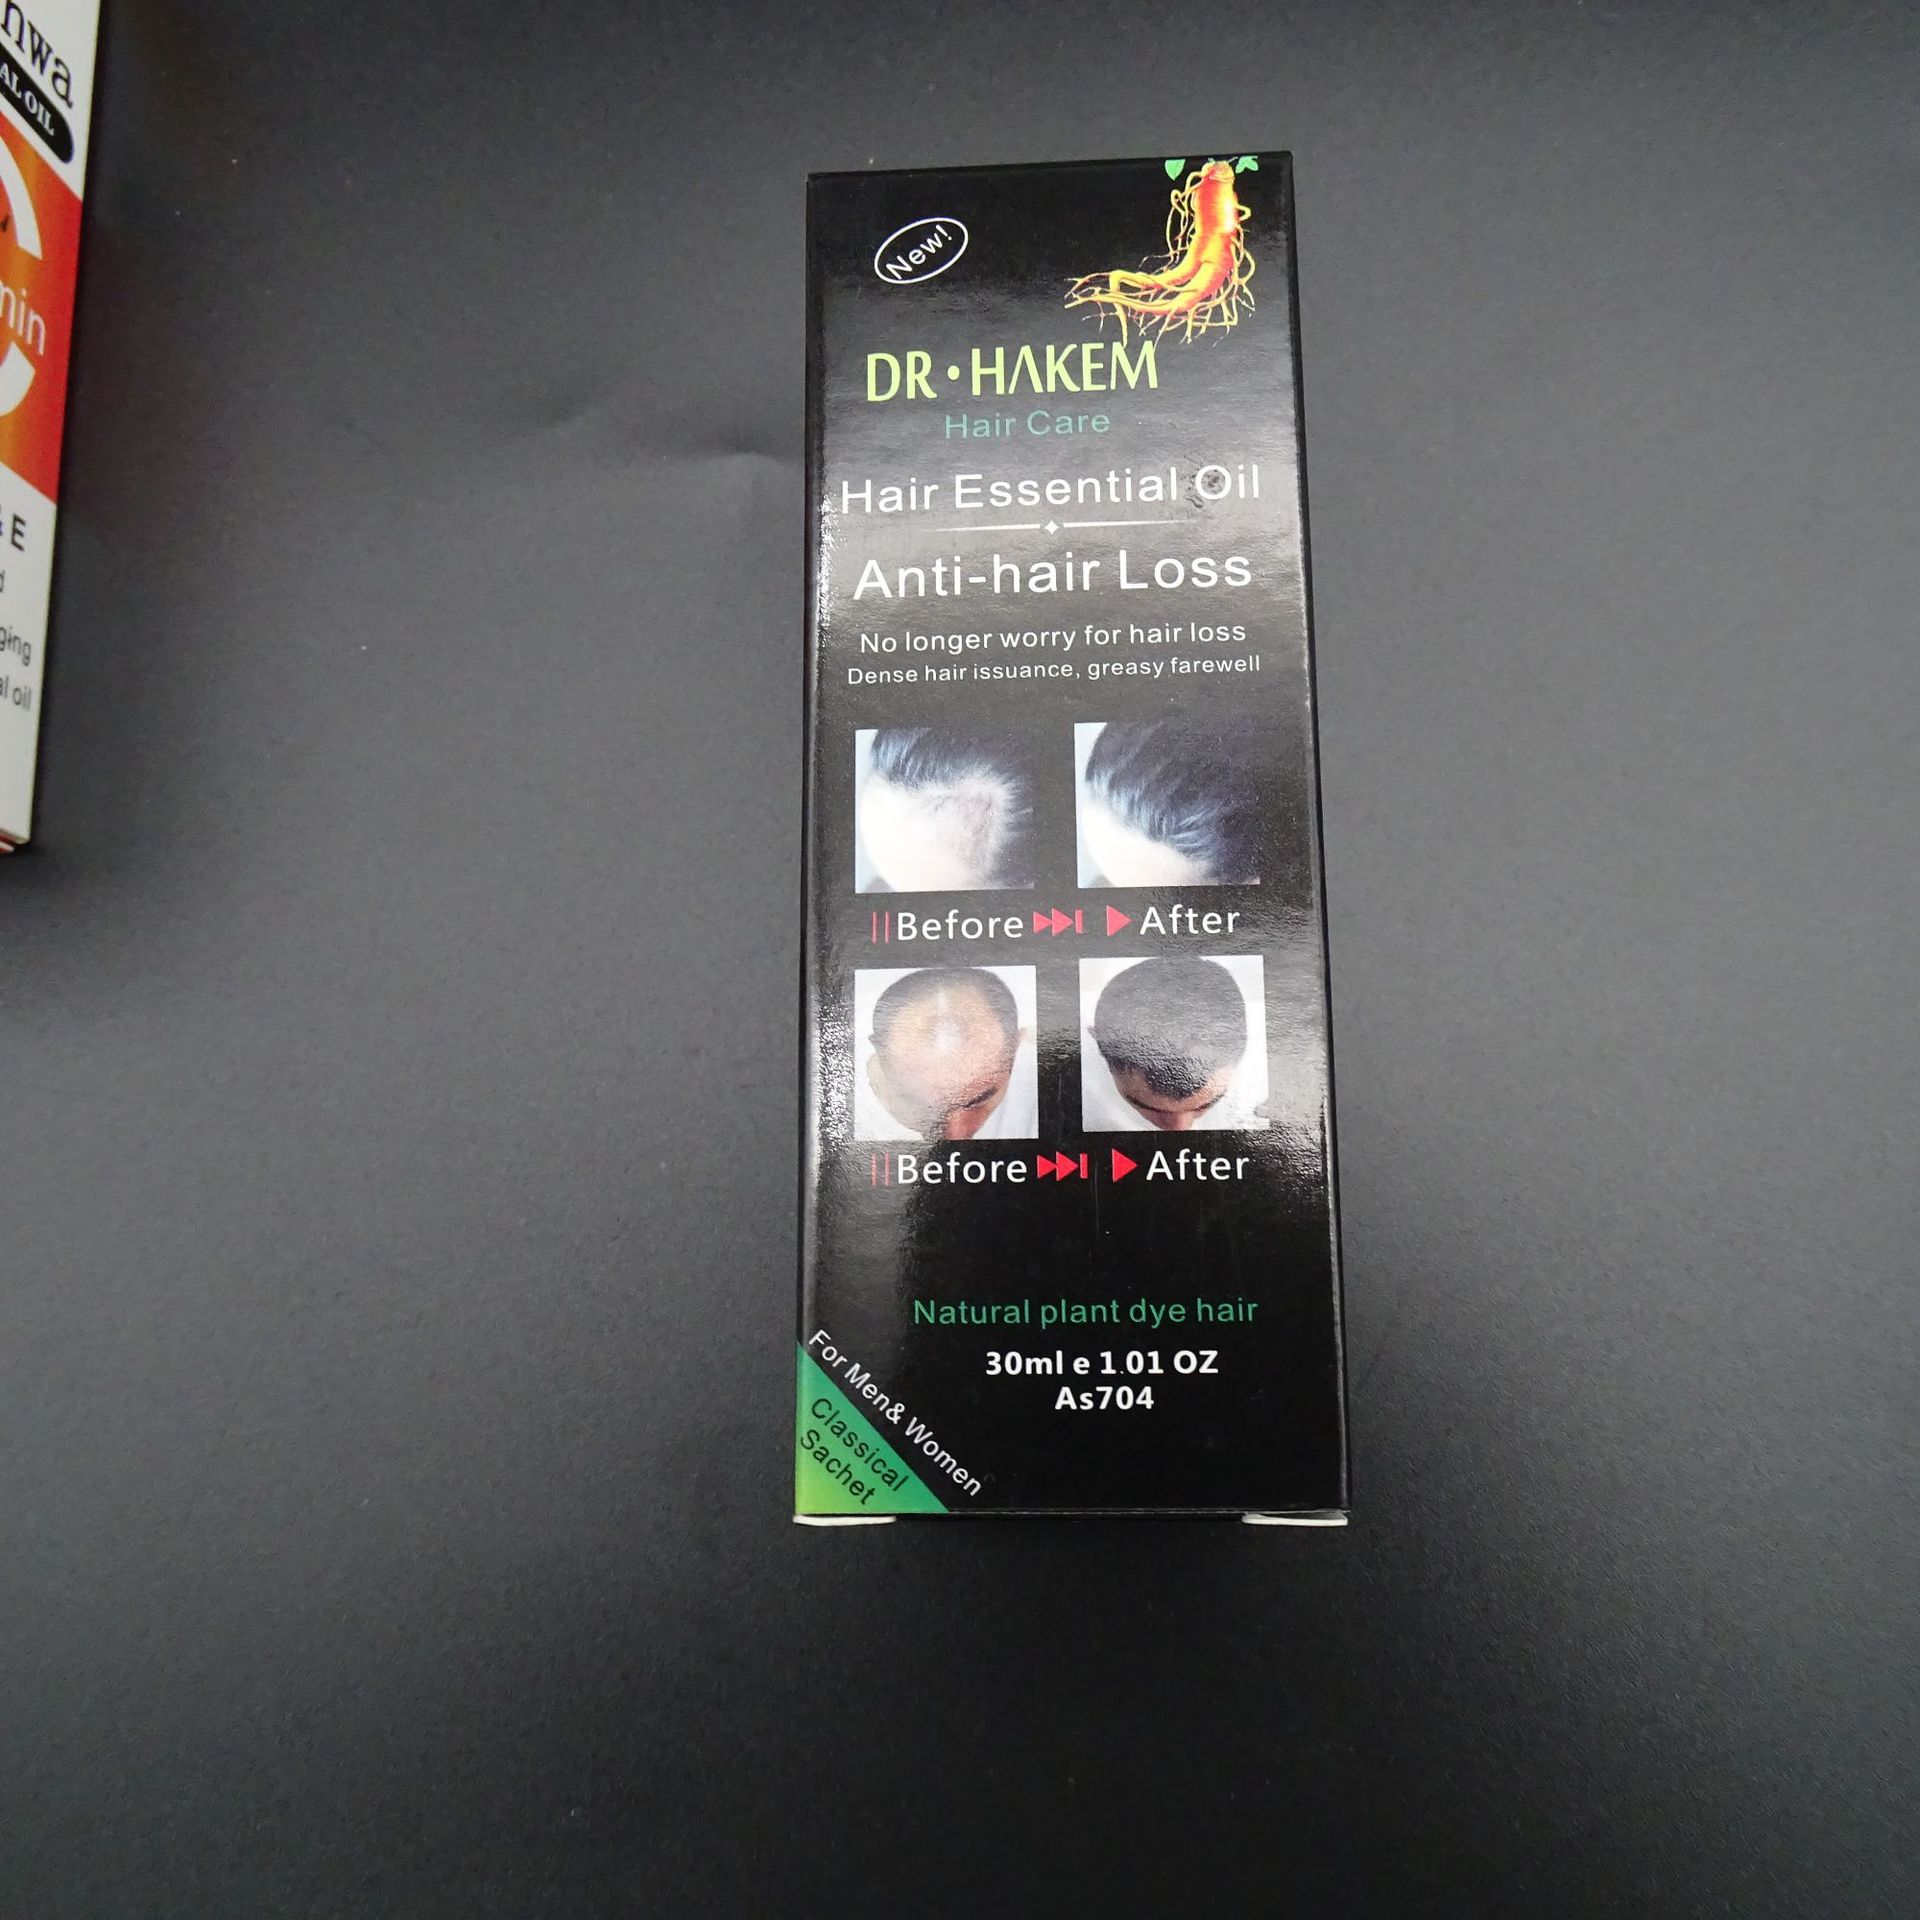 AL OIL
& E
New!
DR·HAKEM
Hair Care
Hair Essential Oil
Anti-hair Loss
No longer worry for hair loss
Dense hair issuance, greasy farewell
Before After
Before After
Natural plant dye hair
30ml e 1.01 OZ
As704
For Men& Women
Classical
Sachet